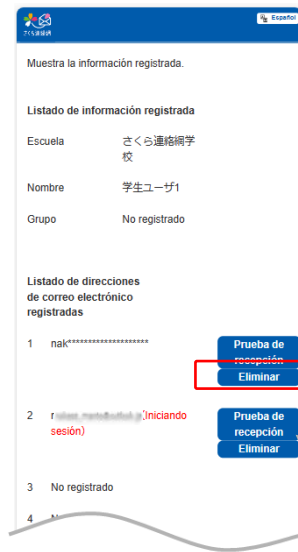 さくら連絡網
Español
Muestra la información registrada.
Listado de información registrada
Escuela さくら連絡網学
校
Nombre 学生ユーザ1
Grupo No registrado
Listado de direcciones
de correo electrónico
registradas
1 nak********************
Prueba de
recepción
Eliminar
2 r (Iniciando
sesión)
Prueba de
recepción
Eliminar
3 No registrado
4